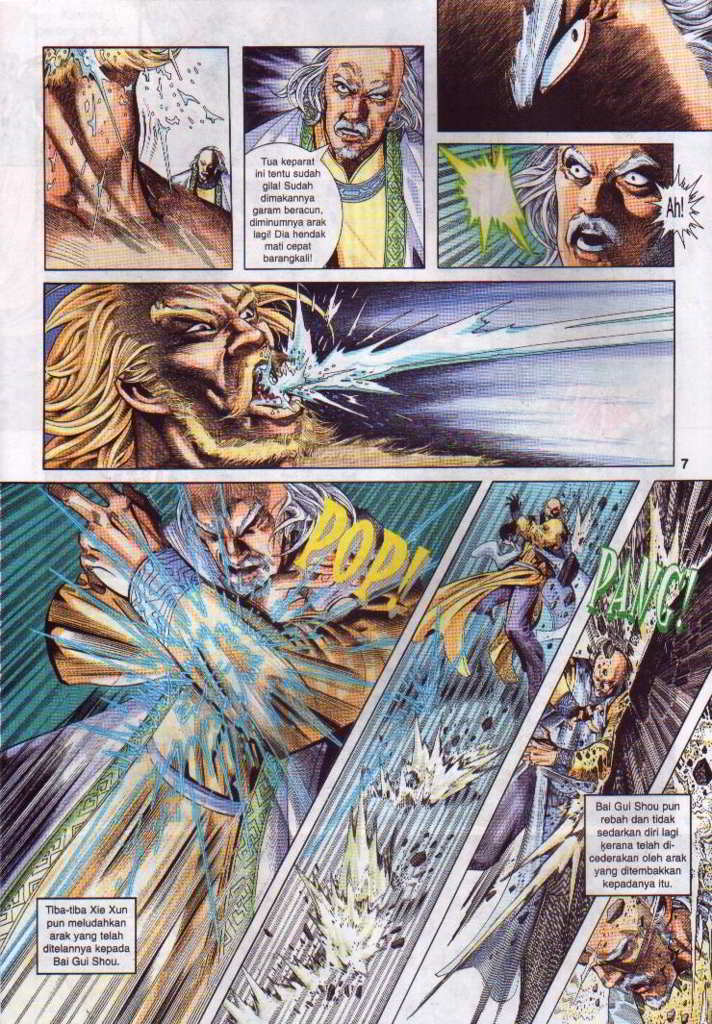 Tua keparat
ini tentu sudah
gila! Sudah
dimakannya
garam beracun,
diminumnya arak
lagi! Dia hendak
mati cepat
barangkali!
Ah!
7
POP!
PANG!
Tiba-tiba Xie Xun
pun meludahkan
arak yang telah
ditelannya kepada
Bai Gui Shou.
Bai Gui Shou pun
rebah dan tidak
sedarkan diri lagi
kerana telah di-
cederakan oleh arak
yang ditembakkan
kepadanya itu.